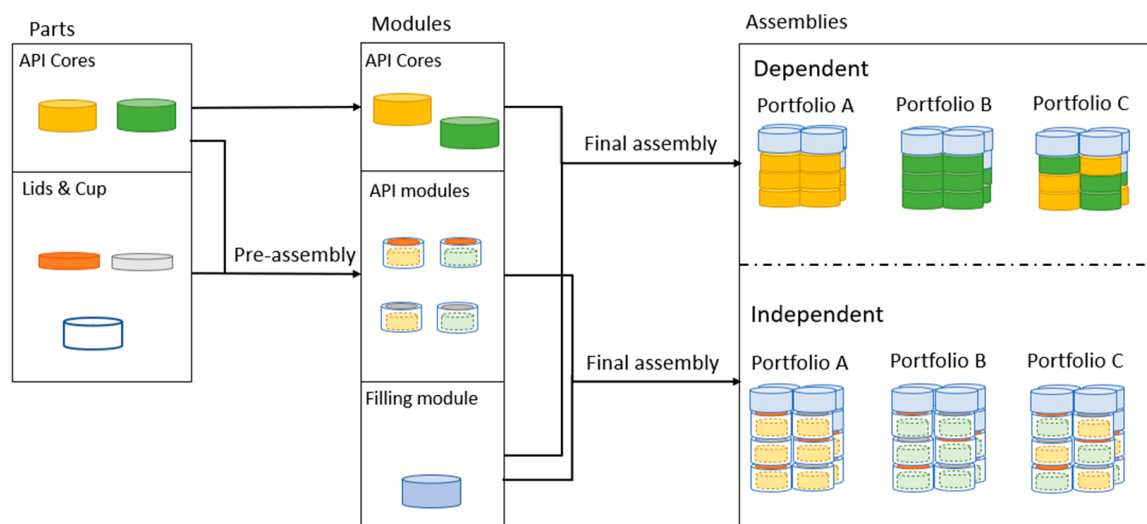 Parts
API Cores
Lids & Cup
Pre-assembly
Modules
API Cores
API modules
Filling module
Final assembly
Final assembly
Assemblies
Dependent
Portfolio A Portfolio B Portfolio C
Independent
Portfolio A Portfolio B Portfolio C